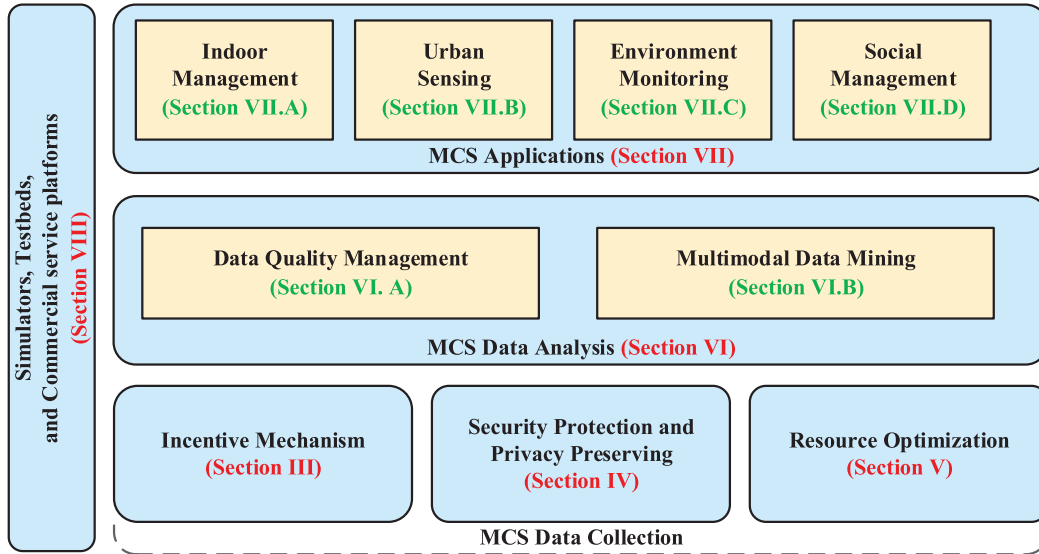 Simulators, Testbeds,
and Commercial service platforms
(Section VIII)
Indoor
Management
(Section VII.A)
Urban
Sensing
(Section VII.B)
Environment
Monitoring
(Section VII.C)
Social
Management
(Section VII.D)
MCS Applications (Section VII)
Data Quality Management
(Section VI. A)
Multimodal Data Mining
(Section VI.B)
MCS Data Analysis (Section VI)
Incentive Mechanism
(Section III)
Security Protection and
Privacy Preserving
(Section IV)
Resource Optimization
(Section V)
MCS Data Collection